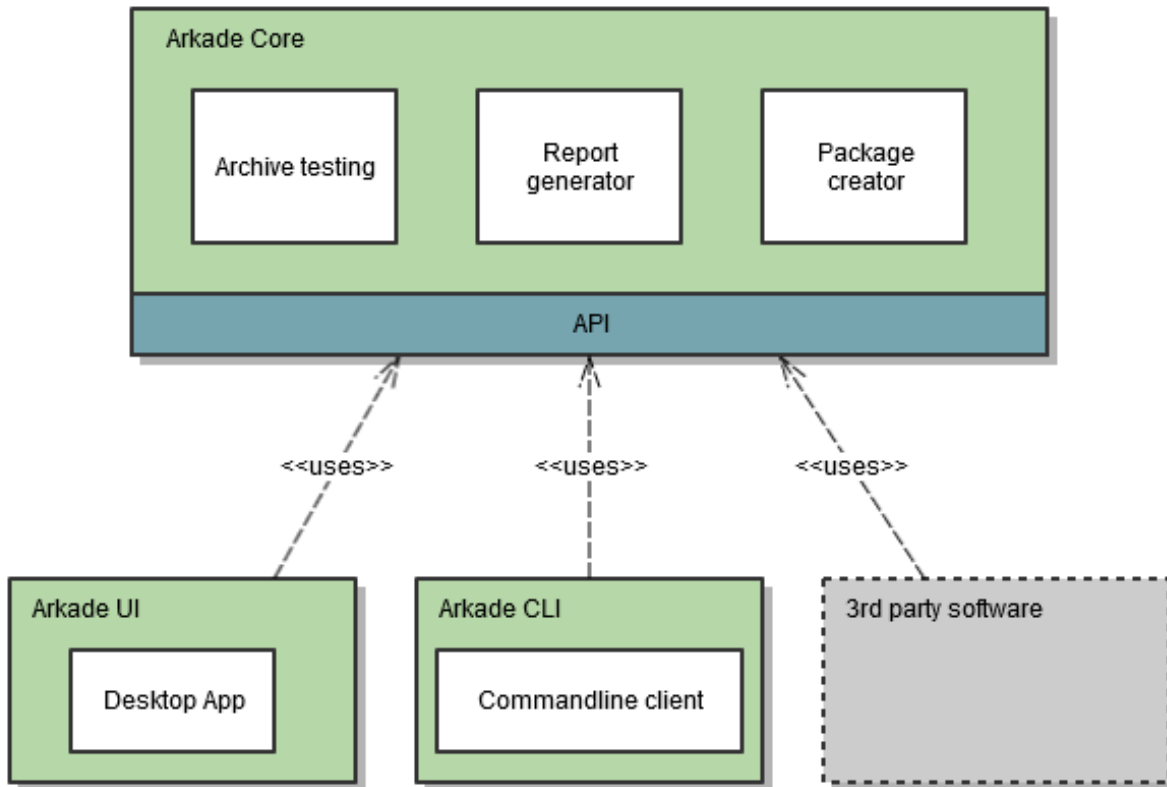 Arkade Core
Archive testing
Report
generator
Package
creator
API
<<uses>>
<<uses>>
<<uses>>
Arkade UI
Desktop App
Arkade CLI
Commandline client
3rd party software